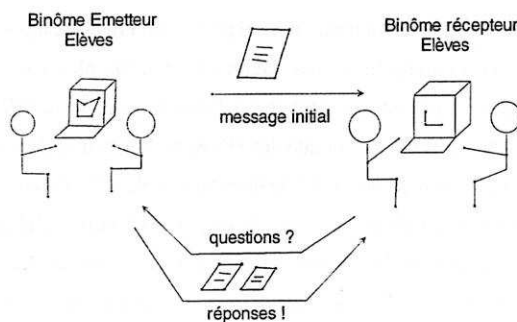 Binôme Emetteur
Elèves
Binôme récepteur
Elèves
message initial
questions ?
réponses !